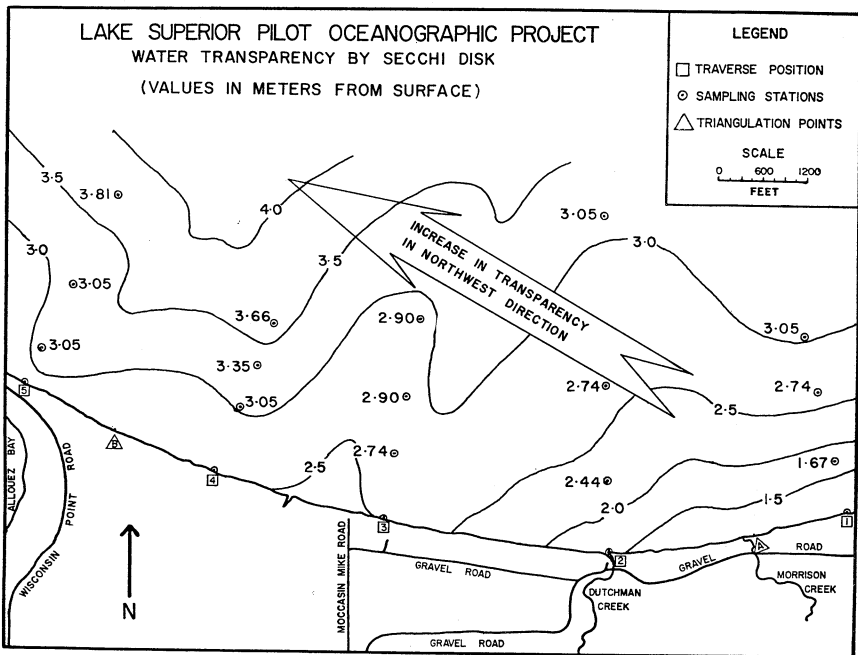 LAKE SUPERIOR PILOT OCEANOGRAPHIC PROJECT
WATER TRANSPARENCY BY SECCHI DISK
(VALUES IN METERS FROM SURFACE)
LEGEND
TRAVERSE POSITION
SAMPLING STATIONS
TRIANGULATION POINTS
SCALE
0 600 1200
FEET
3.5
3.81
4.0
3.05
3.0
3.0
3.5
INCREASE IN TRANSPARENCY
IN NORTHWEST DIRECTION
3.05
3.66
2.90
3.05
3.05
3.35
2.74
2.74
2.90
3.05
2.5
5
B
2.74
1.67
2.5
4
2.44
1.5
2.0
3
1
2
A
ALLOUEZ BAY
WISCONSIN POINT ROAD
N
MOCCASIN MIKE ROAD
GRAVEL ROAD
GRAVEL ROAD
DUTCHMAN
CREEK
MORRISON
CREEK
GRAVEL ROAD